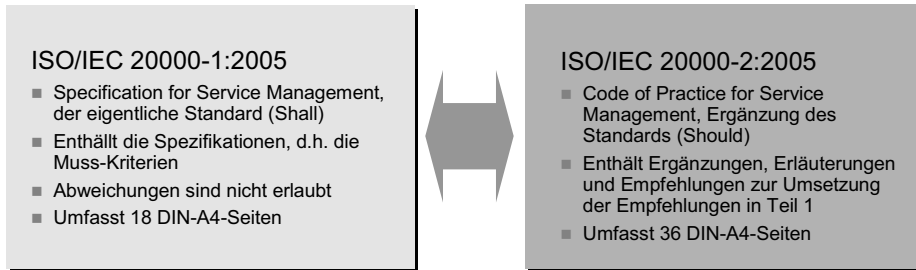 ISO/IEC 20000-1:2005
■ Specification for Service Management,
der eigentliche Standard (Shall)
■ Enthällt die Spezifikationen, d.h. die
Muss-Kriterien
■ Abweichungen sind nicht erlaubt
■ Umfasst 18 DIN-A4-Seiten
ISO/IEC 20000-2:2005
■ Code of Practice for Service
Management, Ergänzung des
Standards (Should)
■ Enthält Ergänzungen, Erläuterungen
und Empfehlungen zur Umsetzung
der Empfehlungen in Teil 1
■ Umfasst 36 DIN-A4-Seiten